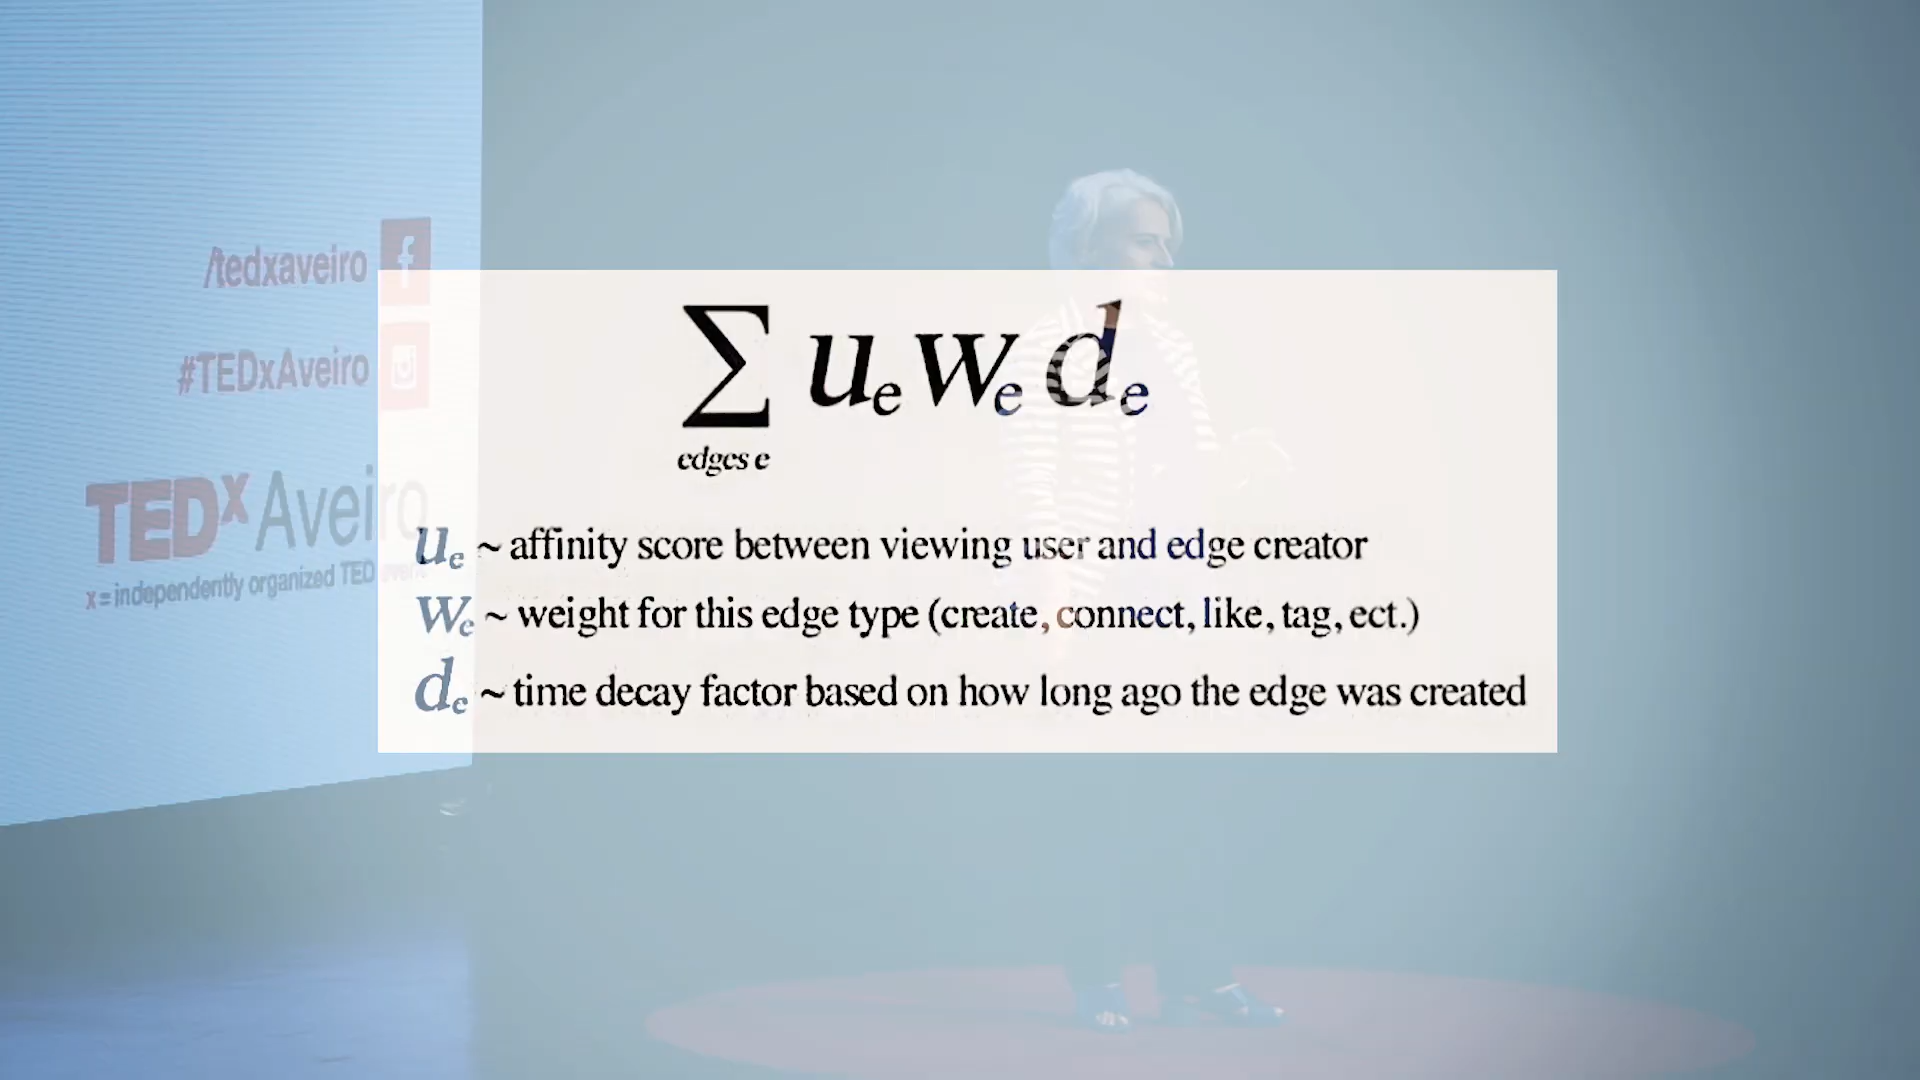 /tedxaveiro
#TEDxAveiro
TEDx Aveiro
x = independently organized TED event
∑ uₑ wₑ dₑ
edges e
uₑ ~ affinity score between viewing user and edge creator
wₑ ~ weight for this edge type (create, connect, like, tag, ect.)
dₑ ~ time decay factor based on how long ago the edge was created